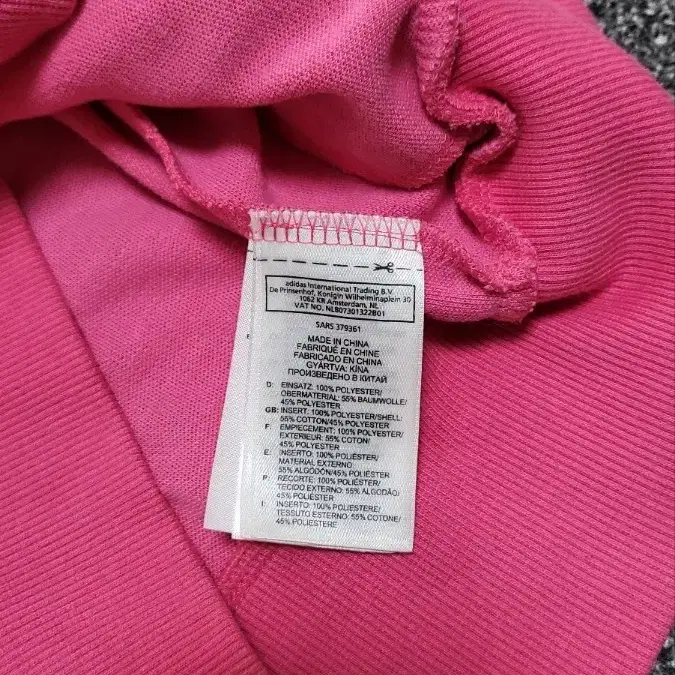 adidas International Trading B.V.
De Prinsenhof, Konigin Wilhelminaplein 30
1062 KR Amsterdam, NL
VAT NO. NL807301322B01
SARS 379361
MADE IN CHINA
FABRIQUÉ EN CHINE
FABRICADO EN CHINA
GYÁRTVA: KÍNA
ПРОИЗВЕДЕНО В КИТАЙ
D: EINSATZ: 100% POLYESTER/
OBERMATERIAL: 55% BAUMWOLLE/
45% POLYESTER
GB: INSERT: 100% POLYESTER/SHELL:
55% COTTON/45% POLYESTER
F: EMPIECEMENT: 100% POLYESTER/
EXTERIEUR: 55% COTON/
45% POLYESTER
E: INSERTO: 100% POLIÉSTER/
MATERIAL EXTERNO:
55% ALGODÓN/45% POLIÉSTER
P: RECORTE: 100% POLIÉSTER/
TECIDO EXTERNO: 55% ALGODÃO/
45% POLIÉSTER
I: INSERTO: 100% POLIESTERE/
TESSUTO ESTERNO: 55% COTONE/
45% POLIESTERE